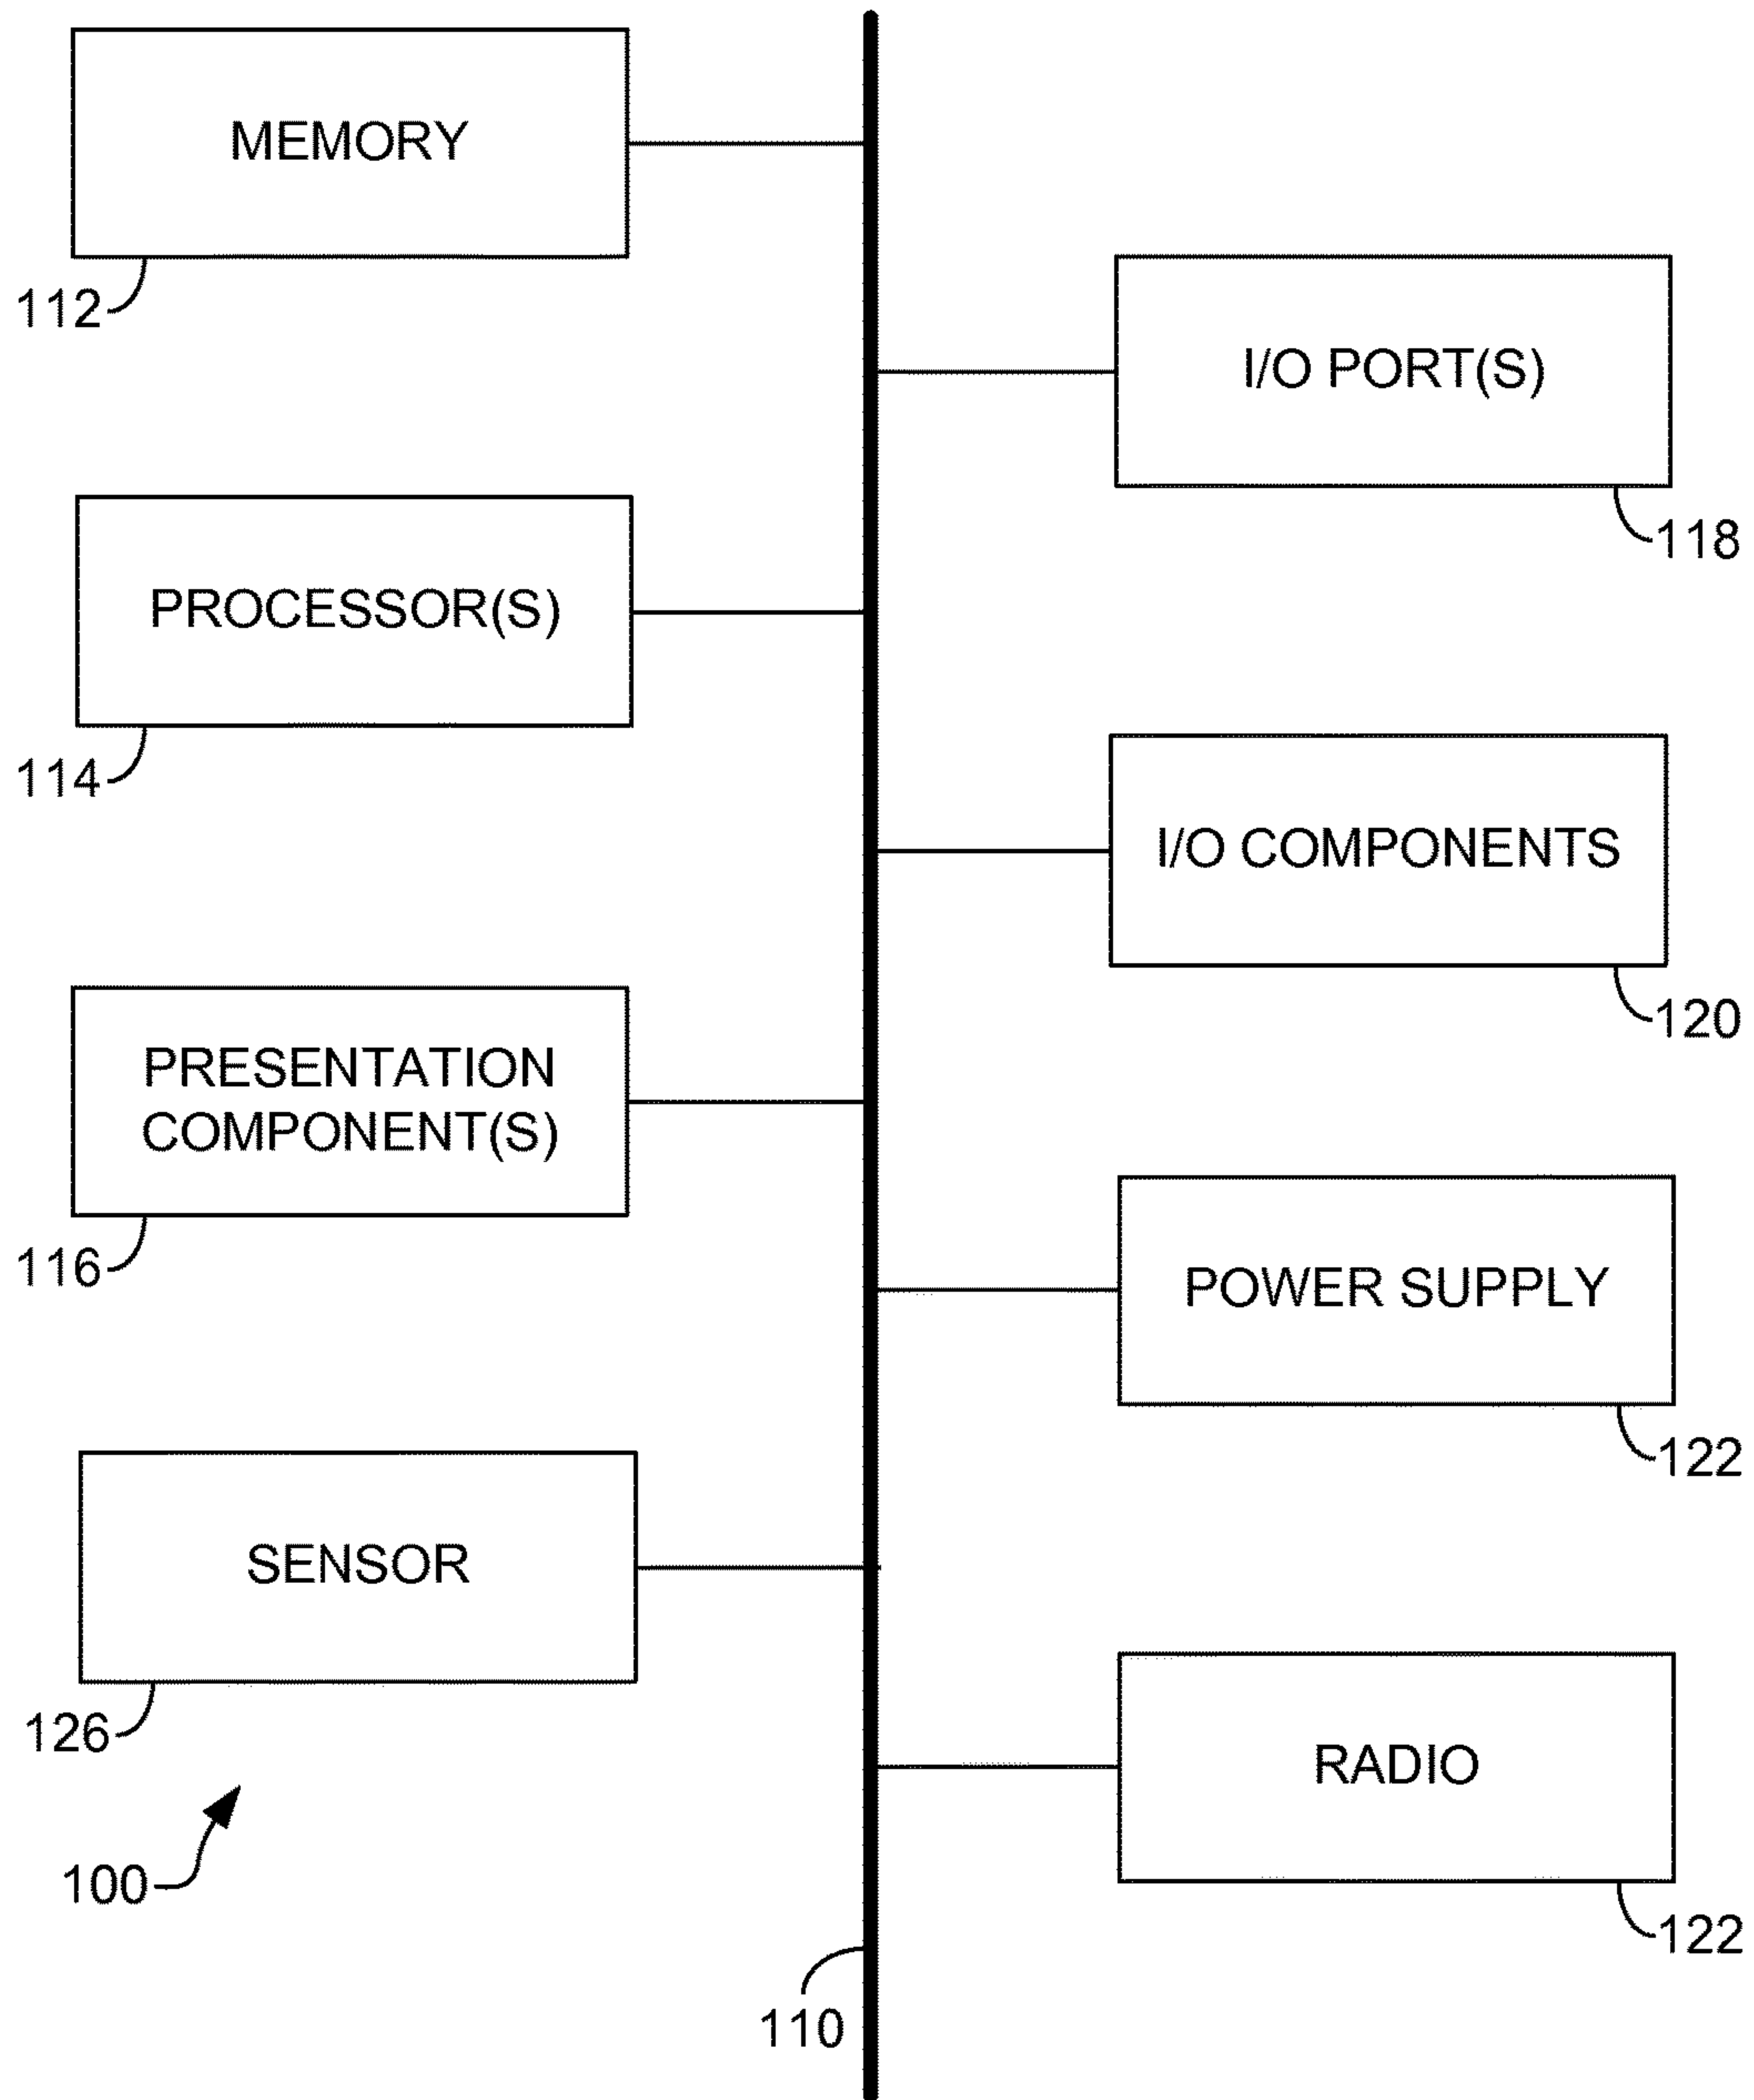 MEMORY
112
I/O PORT(S)
118
PROCESSOR(S)
114
I/O COMPONENTS
120
PRESENTATION
COMPONENT(S)
116
POWER SUPPLY
122
SENSOR
126
RADIO
122
100
110